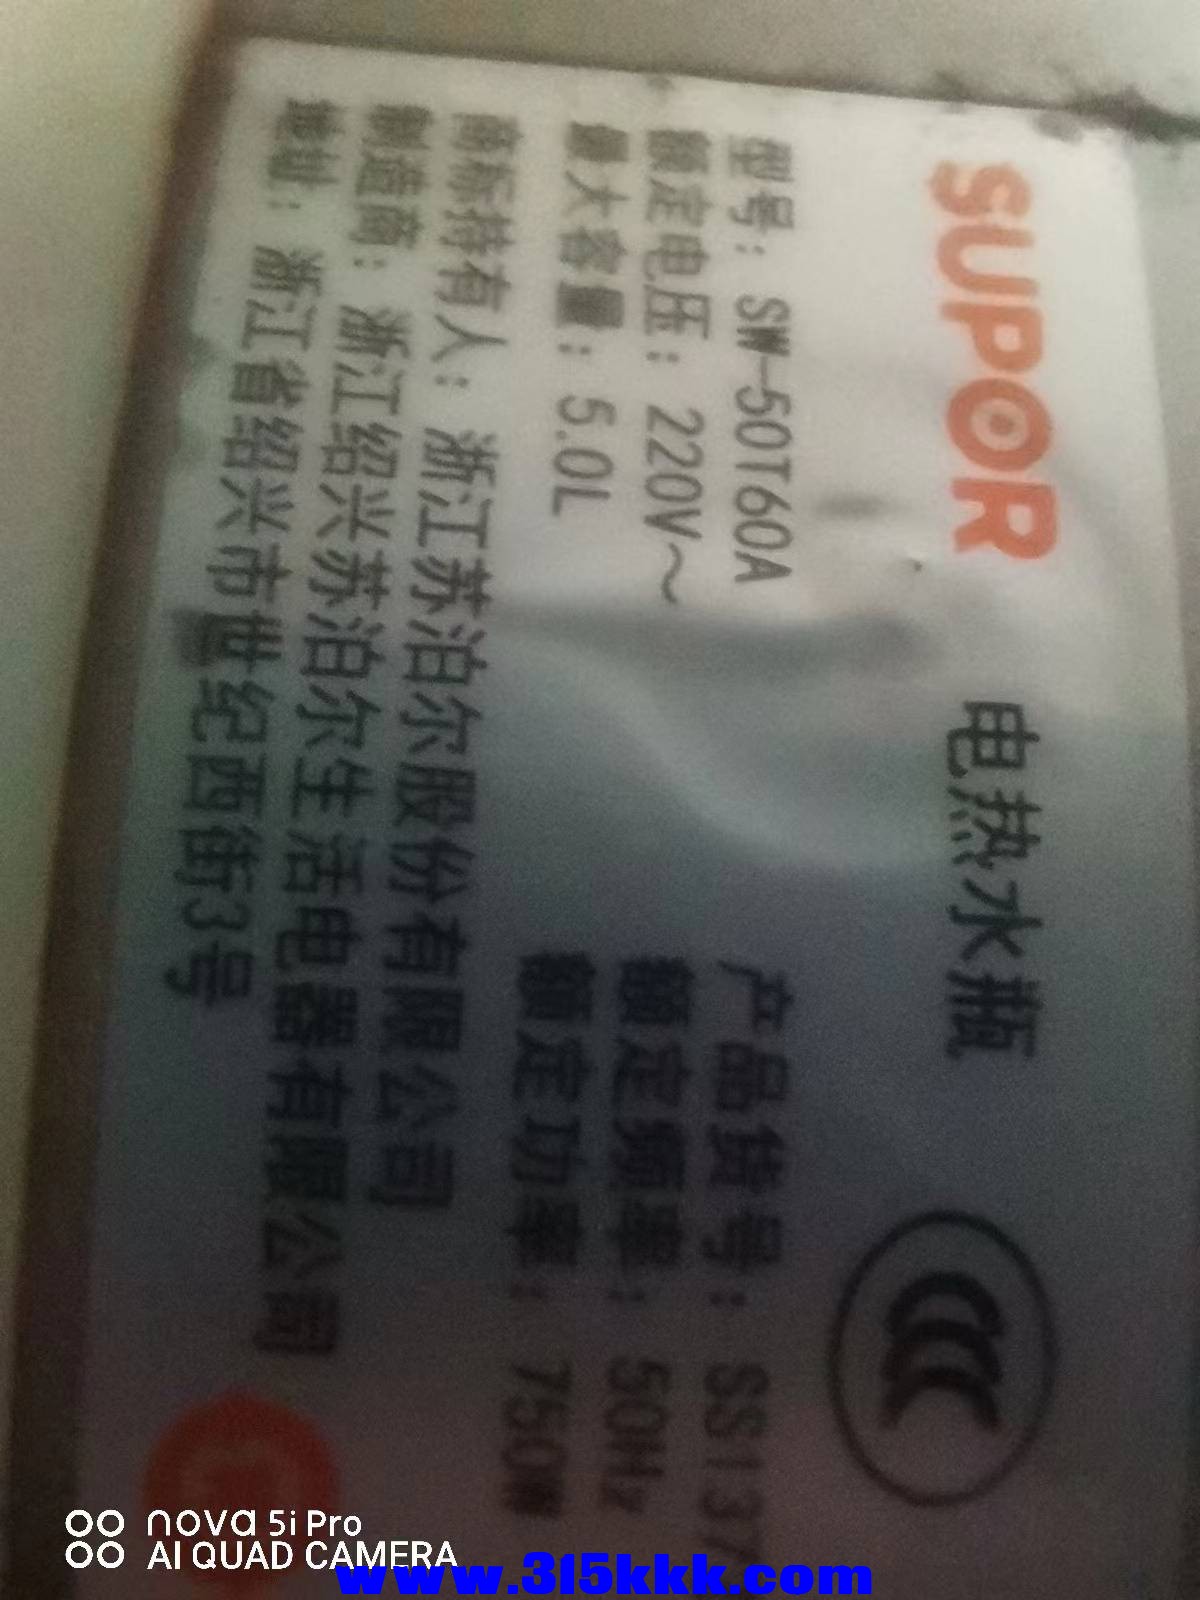 SUPOR 电热水瓶
型号：SW-50T60A 产品货号：SS137
额定电压：220V～ 额定频率：50Hz
最大容量：5.0L 额定功率：750W
商标持有人：浙江苏泊尔股份有限公司
制造商：浙江绍兴苏泊尔生活电器有限公司
地址：浙江省绍兴市世纪西街3号
nova 5i Pro
AI QUAD CAMERA
www.315kkk.com